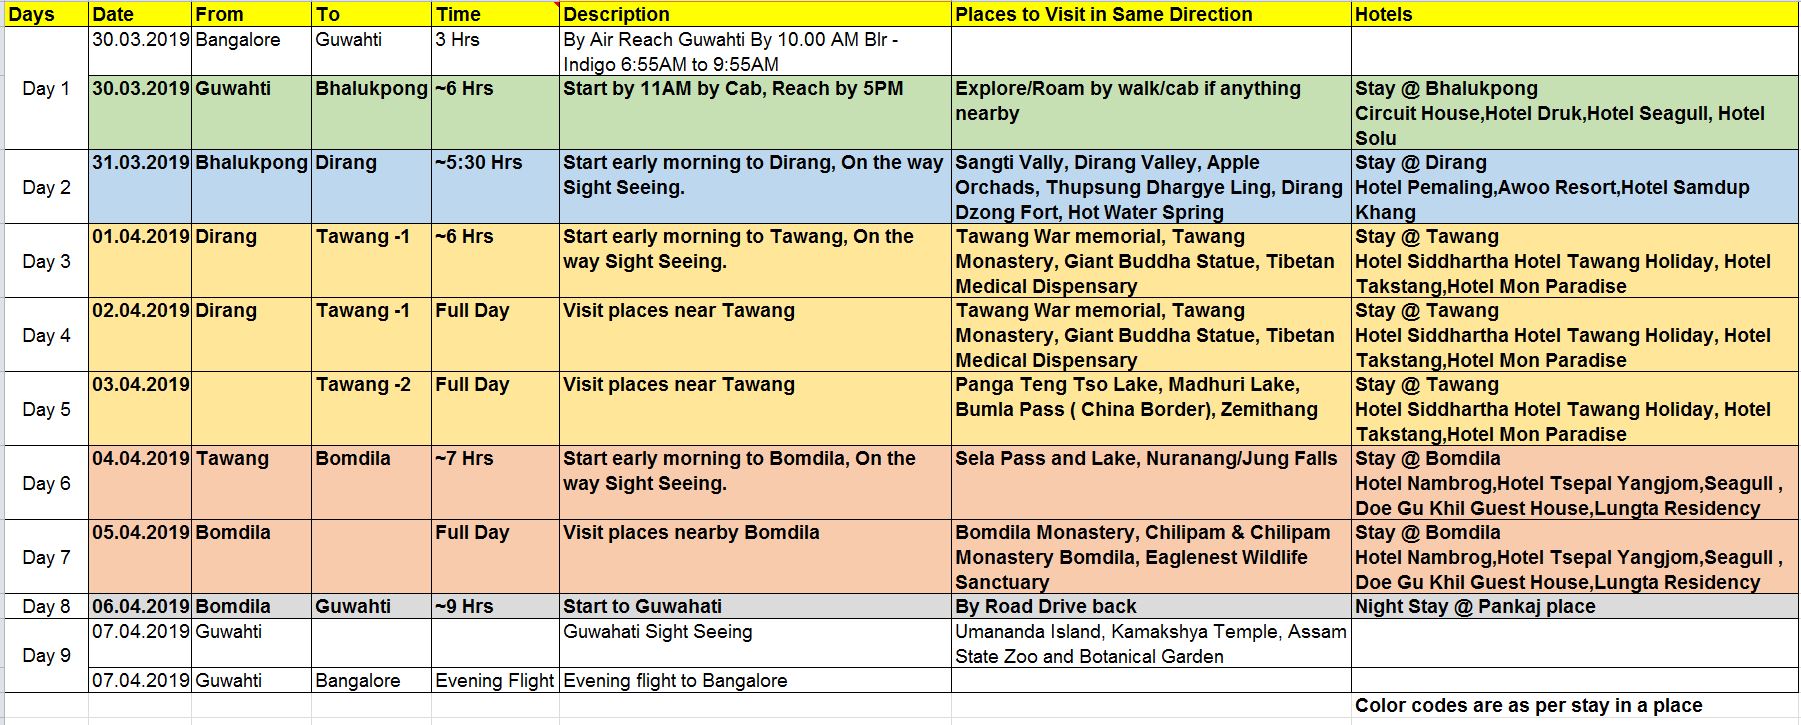 Days Date From To Time Description Places to Visit in Same Direction Hotels
30.03.2019 Bangalore Guwahti 3 Hrs By Air Reach Guwahti By 10.00 AM Blr -
Indigo 6:55AM to 9:55AM
Day 1 30.03.2019 Guwahti Bhalukpong ~6 Hrs Start by 11AM by Cab, Reach by 5PM Explore/Roam by walk/cab if anything Stay @ Bhalukpong
nearby Circuit House,Hotel Druk,Hotel Seagull, Hotel
Solu
31.03.2019 Bhalukpong Dirang ~5:30 Hrs Start early morning to Dirang, On the way Sangti Vally, Dirang Valley, Apple Stay @ Dirang
Day 2 Sight Seeing. Orchads, Thupsung Dhargye Ling, Dirang Hotel Pemaling,Awoo Resort,Hotel Samdup
Dzong Fort, Hot Water Spring Khang
01.04.2019 Dirang Tawang -1 ~6 Hrs Start early morning to Tawang, On the Tawang War memorial, Tawang Stay @ Tawang
Day 3 way Sight Seeing. Monastery, Giant Buddha Statue, Tibetan Hotel Siddhartha Hotel Tawang Holiday, Hotel
Medical Dispensary Takstang,Hotel Mon Paradise
02.04.2019 Dirang Tawang -1 Full Day Visit places near Tawang Tawang War memorial, Tawang Stay @ Tawang
Day 4 Monastery, Giant Buddha Statue, Tibetan Hotel Siddhartha Hotel Tawang Holiday, Hotel
Medical Dispensary Takstang,Hotel Mon Paradise
03.04.2019 Tawang -2 Full Day Visit places near Tawang Panga Teng Tso Lake, Madhuri Lake, Stay @ Tawang
Day 5 Bumla Pass ( China Border), Zemithang Hotel Siddhartha Hotel Tawang Holiday, Hotel
Takstang,Hotel Mon Paradise
04.04.2019 Tawang Bomdila ~7 Hrs Start early morning to Bomdila, On the Sela Pass and Lake, Nuranang/Jung Falls Stay @ Bomdila
Day 6 way Sight Seeing. Hotel Nambrog,Hotel Tsepal Yangjom,Seagull ,
Doe Gu Khil Guest House,Lungta Residency
05.04.2019 Bomdila Full Day Visit places nearby Bomdila Bomdila Monastery, Chilipam & Chilipam Stay @ Bomdila
Day 7 Monastery Bomdila, Eaglenest Wildlife Hotel Nambrog,Hotel Tsepal Yangjom,Seagull ,
Sanctuary Doe Gu Khil Guest House,Lungta Residency
Day 8 06.04.2019 Bomdila Guwahti ~9 Hrs Start to Guwahati By Road Drive back Night Stay @ Pankaj place
07.04.2019 Guwahti Guwahati Sight Seeing Umananda Island, Kamakshya Temple, Assam
Day 9 State Zoo and Botanical Garden
07.04.2019 Guwahti Bangalore Evening Flight Evening flight to Bangalore
Color codes are as per stay in a place